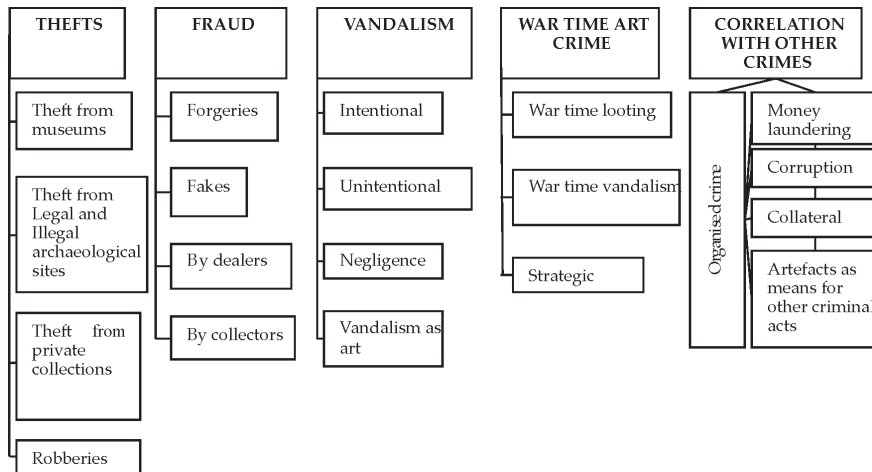 THEFTS
Theft from
museums
Theft from
Legal and
Illegal
archaeological
sites
Theft from
private
collections
Robberies
FRAUD
Forgeries
Fakes
By dealers
By collectors
VANDALISM
Intentional
Unintentional
Negligence
Vandalism as
art
WAR TIME ART
CRIME
War time looting
War time vandalism
Strategic
CORRELATION
WITH OTHER
CRIMES
Organised crime
Money
laundering
Corruption
Collateral
Artefacts as
means for
other criminal
acts